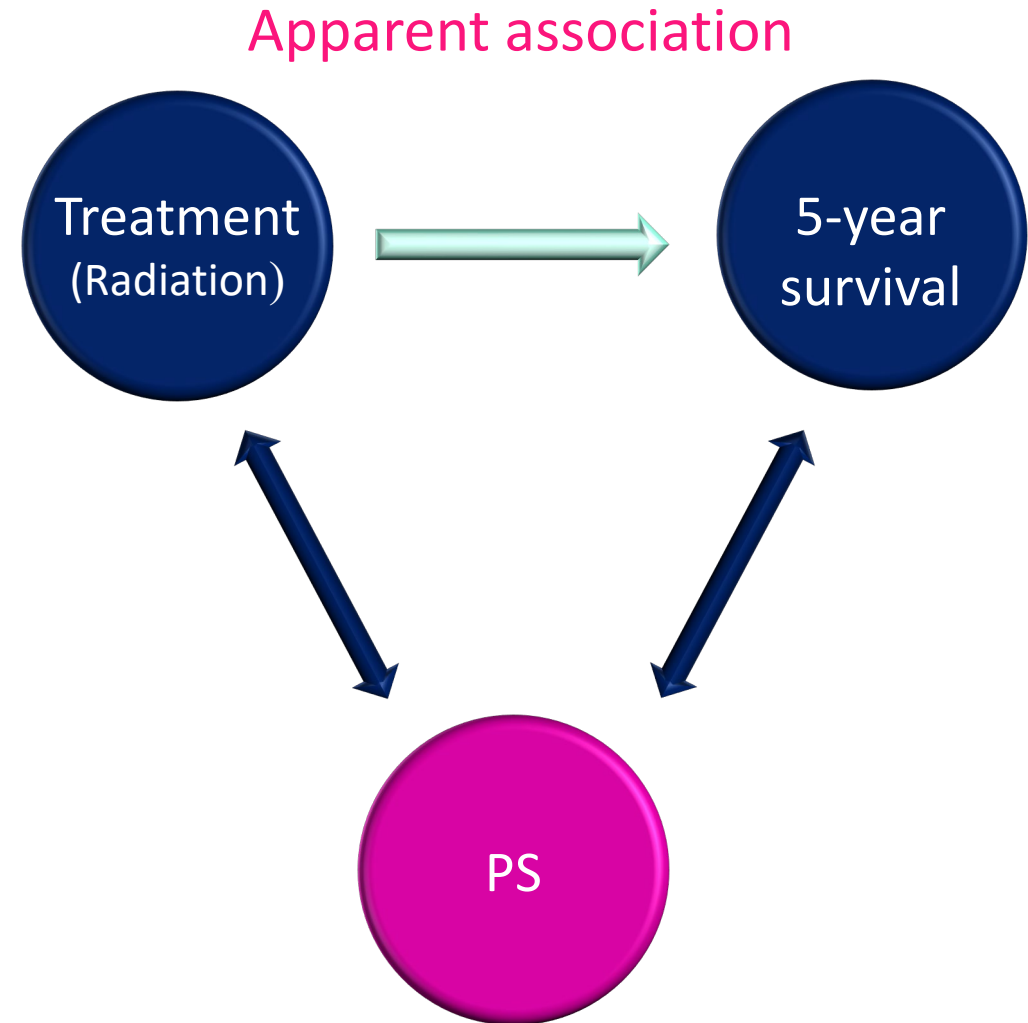 Apparent association
Treatment
(Radiation)
5-year
survival
PS